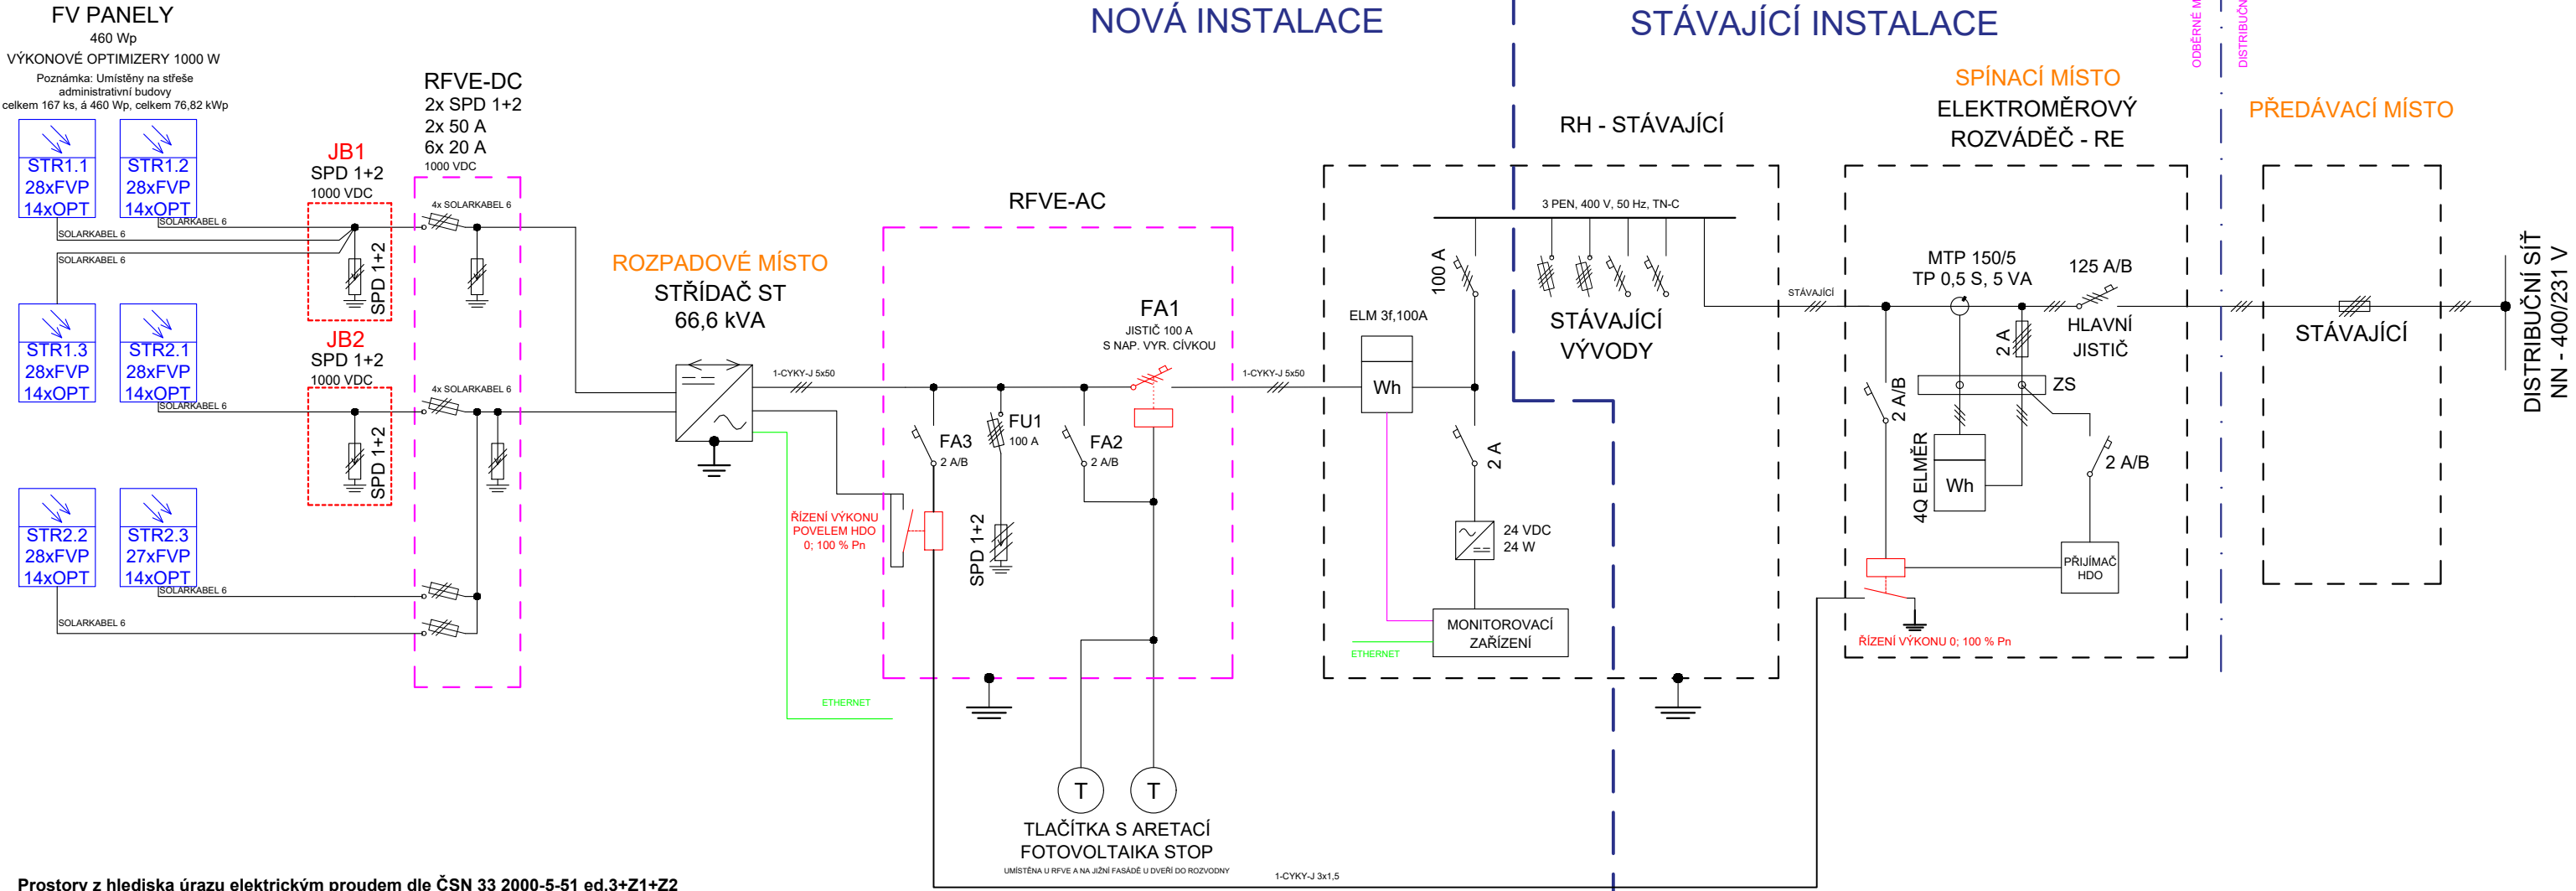 FV PANELY
460 Wp
VÝKONOVÉ OPTIMIZERY 1000 W
Poznámka: Umístěny na střeše
administrativní budovy
celkem 167 ks, á 460 Wp, celkem 76,82 kWp
NOVÁ INSTALACE
STÁVAJÍCÍ INSTALACE
ODBĚRNÉ M
DISTRIBUČN
STR1.1
28xFVP
14xOPT
STR1.2
28xFVP
14xOPT
SOLARKABEL 6
SOLARKABEL 6
SOLARKABEL 6
STR1.3
28xFVP
14xOPT
STR2.1
28xFVP
14xOPT
SOLARKABEL 6
STR2.2
28xFVP
14xOPT
STR2.3
27xFVP
14xOPT
SOLARKABEL 6
SOLARKABEL 6
JB1
SPD 1+2
1000 VDC
SPD 1+2
JB2
SPD 1+2
1000 VDC
SPD 1+2
RFVE-DC
2x SPD 1+2
2x 50 A
6x 20 A
1000 VDC
4x SOLARKABEL 6
4x SOLARKABEL 6
ROZPADOVÉ MÍSTO
STŘÍDAČ ST
66,6 kVA
1-CYKY-J 5x50
ETHERNET
ŘÍZENÍ VÝKONU
POVELEM HDO
0; 100 % Pn
RFVE-AC
FA1
JISTIČ 100 A
S NAP. VYR. CÍVKOU
FA3
2 A/B
FU1
100 A
FA2
2 A/B
SPD 1+2
T
T
TLAČÍTKA S ARETACÍ
FOTOVOLTAIKA STOP
UMÍSTĚNA U RFVE A NA JIŽNÍ FASÁDĚ U DVEŘÍ DO ROZVODNY
1-CYKY-J 5x50
1-CYKY-J 3x1,5
RH - STÁVAJÍCÍ
3 PEN, 400 V, 50 Hz, TN-C
100 A
ELM 3f,100A
Wh
2 A
24 VDC
24 W
MONITOROVACÍ
ZAŘÍZENÍ
ETHERNET
STÁVAJÍCÍ
VÝVODY
STÁVAJÍCÍ
SPÍNACÍ MÍSTO
ELEKTROMĚROVÝ
ROZVÁDĚČ - RE
MTP 150/5
TP 0,5 S, 5 VA
125 A/B
HLAVNÍ
JISTIČ
2 A
ZS
2 A/B
4Q ELMĚR
Wh
2 A/B
PŘIJÍMAČ
HDO
ŘÍZENÍ VÝKONU 0; 100 % Pn
PŘEDÁVACÍ MÍSTO
STÁVAJÍCÍ
DISTRIBUČNÍ SÍŤ
NN - 400/231 V
Prostory z hlediska úrazu elektrickým proudem dle ČSN 33 2000-5-51 ed.3+Z1+Z2